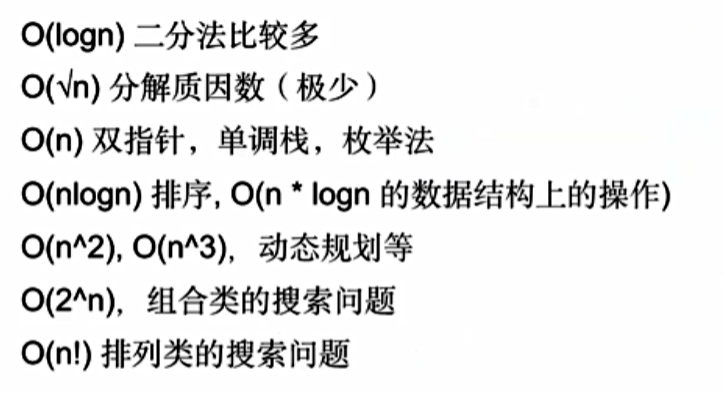 O(logn) 二分法比较多
O(√n) 分解质因数（极少）
O(n) 双指针，单调栈，枚举法
O(nlogn) 排序, O(n * logn 的数据结构上的操作)
O(n^2), O(n^3)，动态规划等
O(2^n)，组合类的搜索问题
O(n!) 排列类的搜索问题